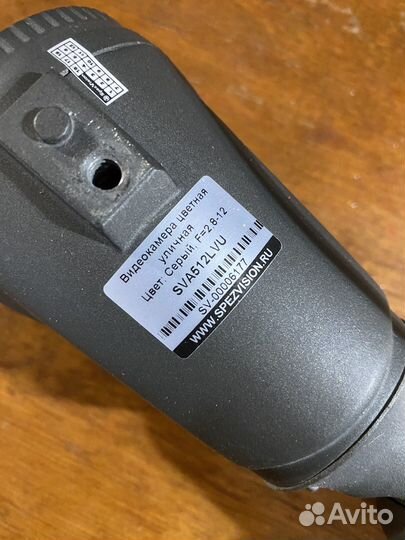 Видеокамера цветная
уличная
Цвет: Серый, F=2.8-12
SVA512LVU
SV-00006177
WWW.SPEZVISION.RU
Avito